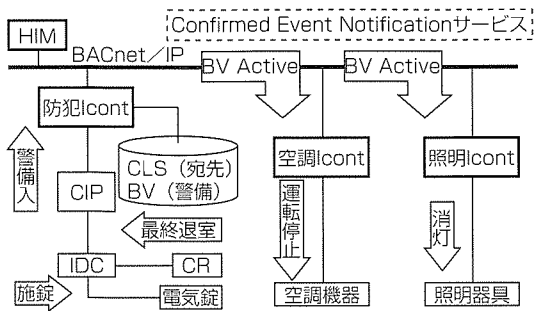 Confirmed Event Notificationサービス
HIM
BACnet／IP
BV Active
BV Active
防犯Icont
警備入
CLS（宛先）
BV（警備）
空調Icont
照明Icont
CIP
運転停止
消灯
最終退室
IDC
CR
施錠
電気錠
空調機器
照明器具